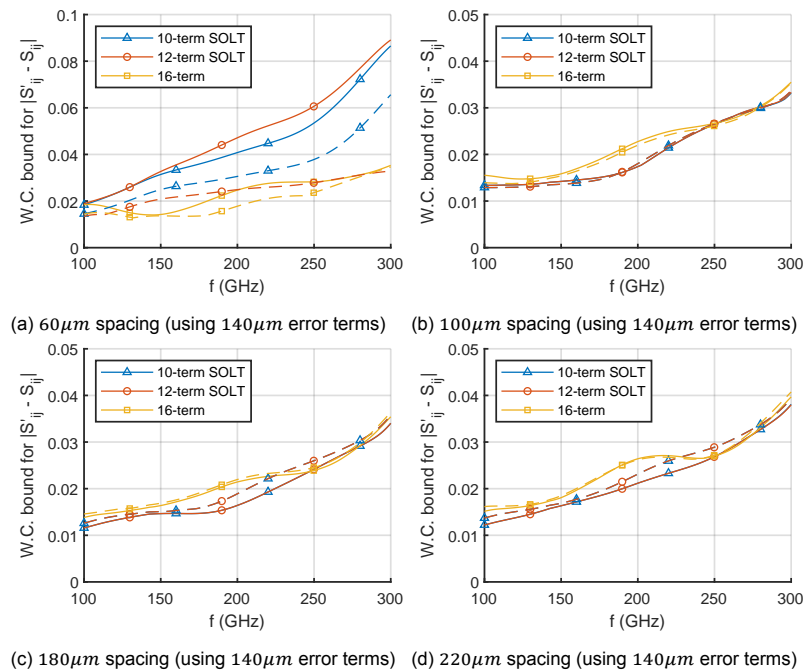 0.1
0.08
0.06
0.04
0.02
0
W.C. bound for |S'ij - Sij|
10-term SOLT
12-term SOLT
16-term
100 150 200 250 300
f (GHz)
(a) 60μm spacing (using 140μm error terms)
0.05
0.04
0.03
0.02
0.01
0
W.C. bound for |S'ij - Sij|
10-term SOLT
12-term SOLT
16-term
100 150 200 250 300
f (GHz)
(b) 100μm spacing (using 140μm error terms)
0.05
0.04
0.03
0.02
0.01
0
W.C. bound for |S'ij - Sij|
10-term SOLT
12-term SOLT
16-term
100 150 200 250 300
f (GHz)
(c) 180μm spacing (using 140μm error terms)
0.05
0.04
0.03
0.02
0.01
0
W.C. bound for |S'ij - Sij|
10-term SOLT
12-term SOLT
16-term
100 150 200 250 300
f (GHz)
(d) 220μm spacing (using 140μm error terms)